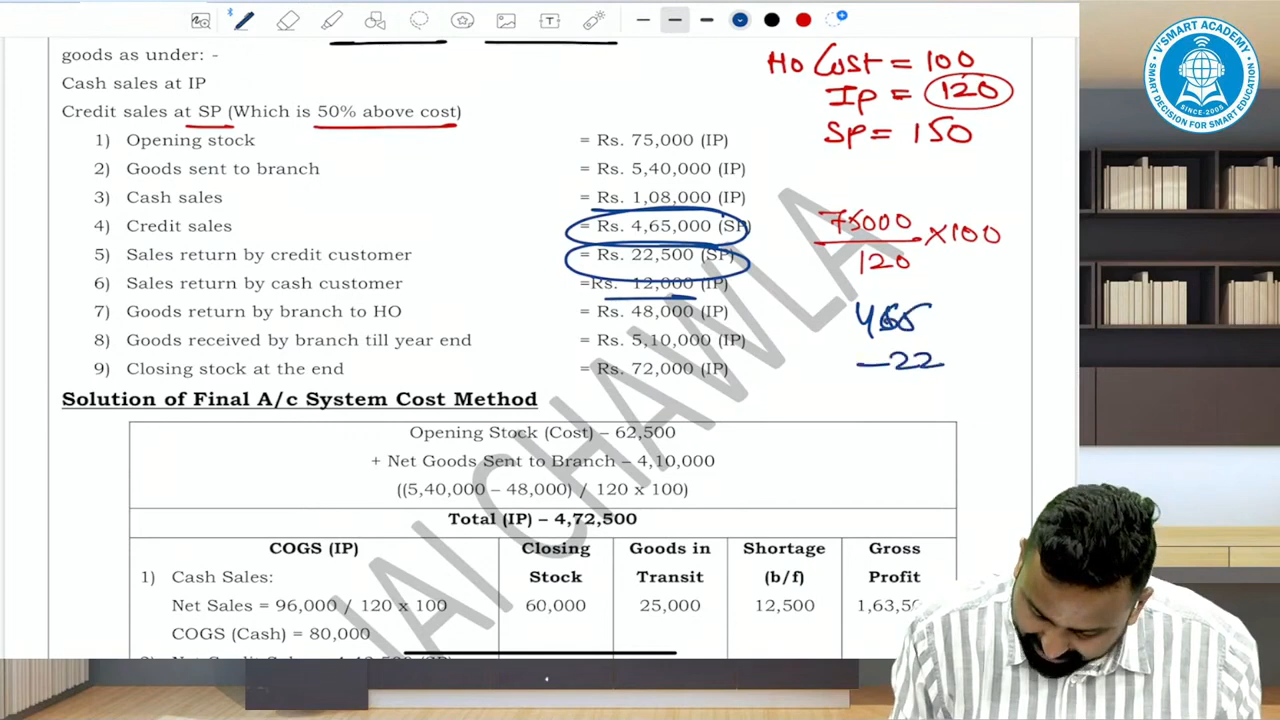 goods as under: -
Cash sales at IP
Credit sales at SP (Which is 50% above cost)
1) Opening stock = Rs. 75,000 (IP)
2) Goods sent to branch = Rs. 5,40,000 (IP)
3) Cash sales = Rs. 1,08,000 (IP)
4) Credit sales = Rs. 4,65,000 (SP)
5) Sales return by credit customer = Rs. 22,500 (SP)
6) Sales return by cash customer =Rs. 12,000 (IP)
7) Goods return by branch to HO = Rs. 48,000 (IP)
8) Goods received by branch till year end = Rs. 5,10,000 (IP)
9) Closing stock at the end = Rs. 72,000 (IP)
HO Cost = 100
Ip = 120
Sp = 150
75000
120
×100
465
-22
Solution of Final A/c System Cost Method
Opening Stock (Cost) – 62,500
+ Net Goods Sent to Branch – 4,10,000
((5,40,000 – 48,000) / 120 x 100)
Total (IP) – 4,72,500
COGS (IP) Closing Stock Goods in Transit Shortage (b/f) Gross Profit
1) Cash Sales:
Net Sales = 96,000 / 120 x 100 60,000 25,000 12,500
COGS (Cash) = 80,000
JAI CHAWLA
V'SMART ACADEMY
SMART DECISION FOR SMART EDUCATION
SINCE-2005